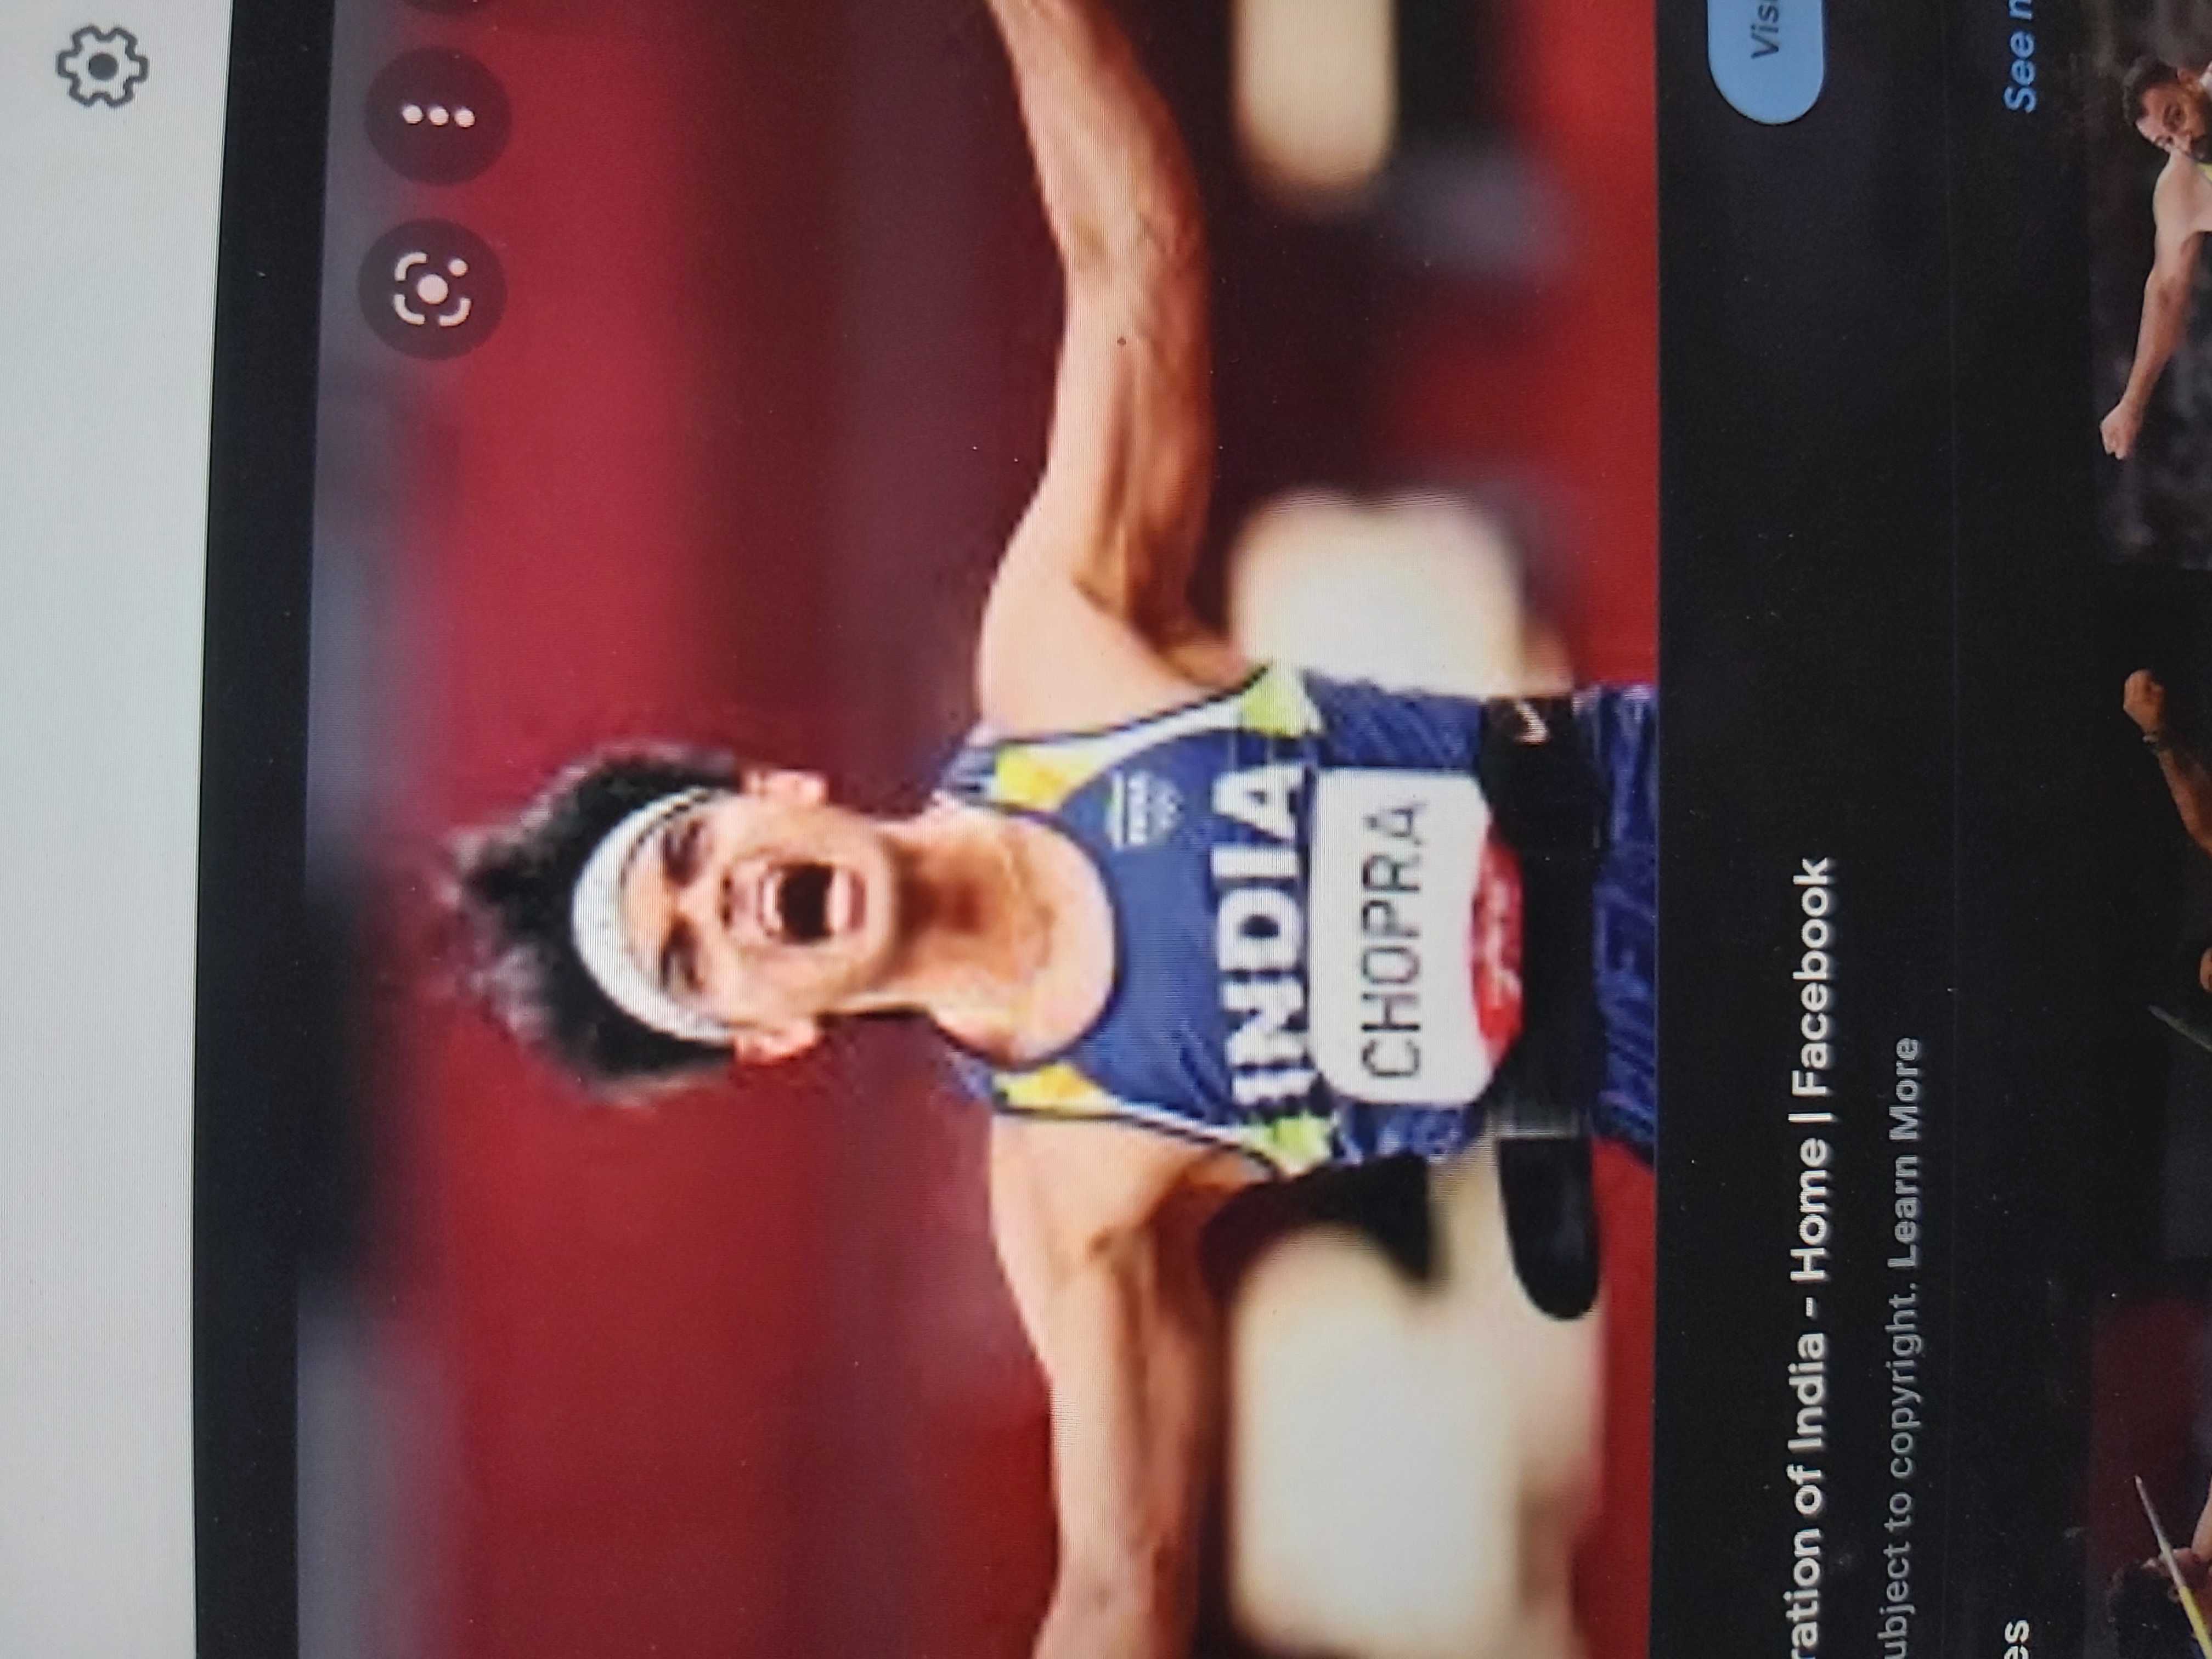 INDIA
CHOPRA
ration of India - Home | Facebook
Vis
ubject to copyright. Learn More
es
See